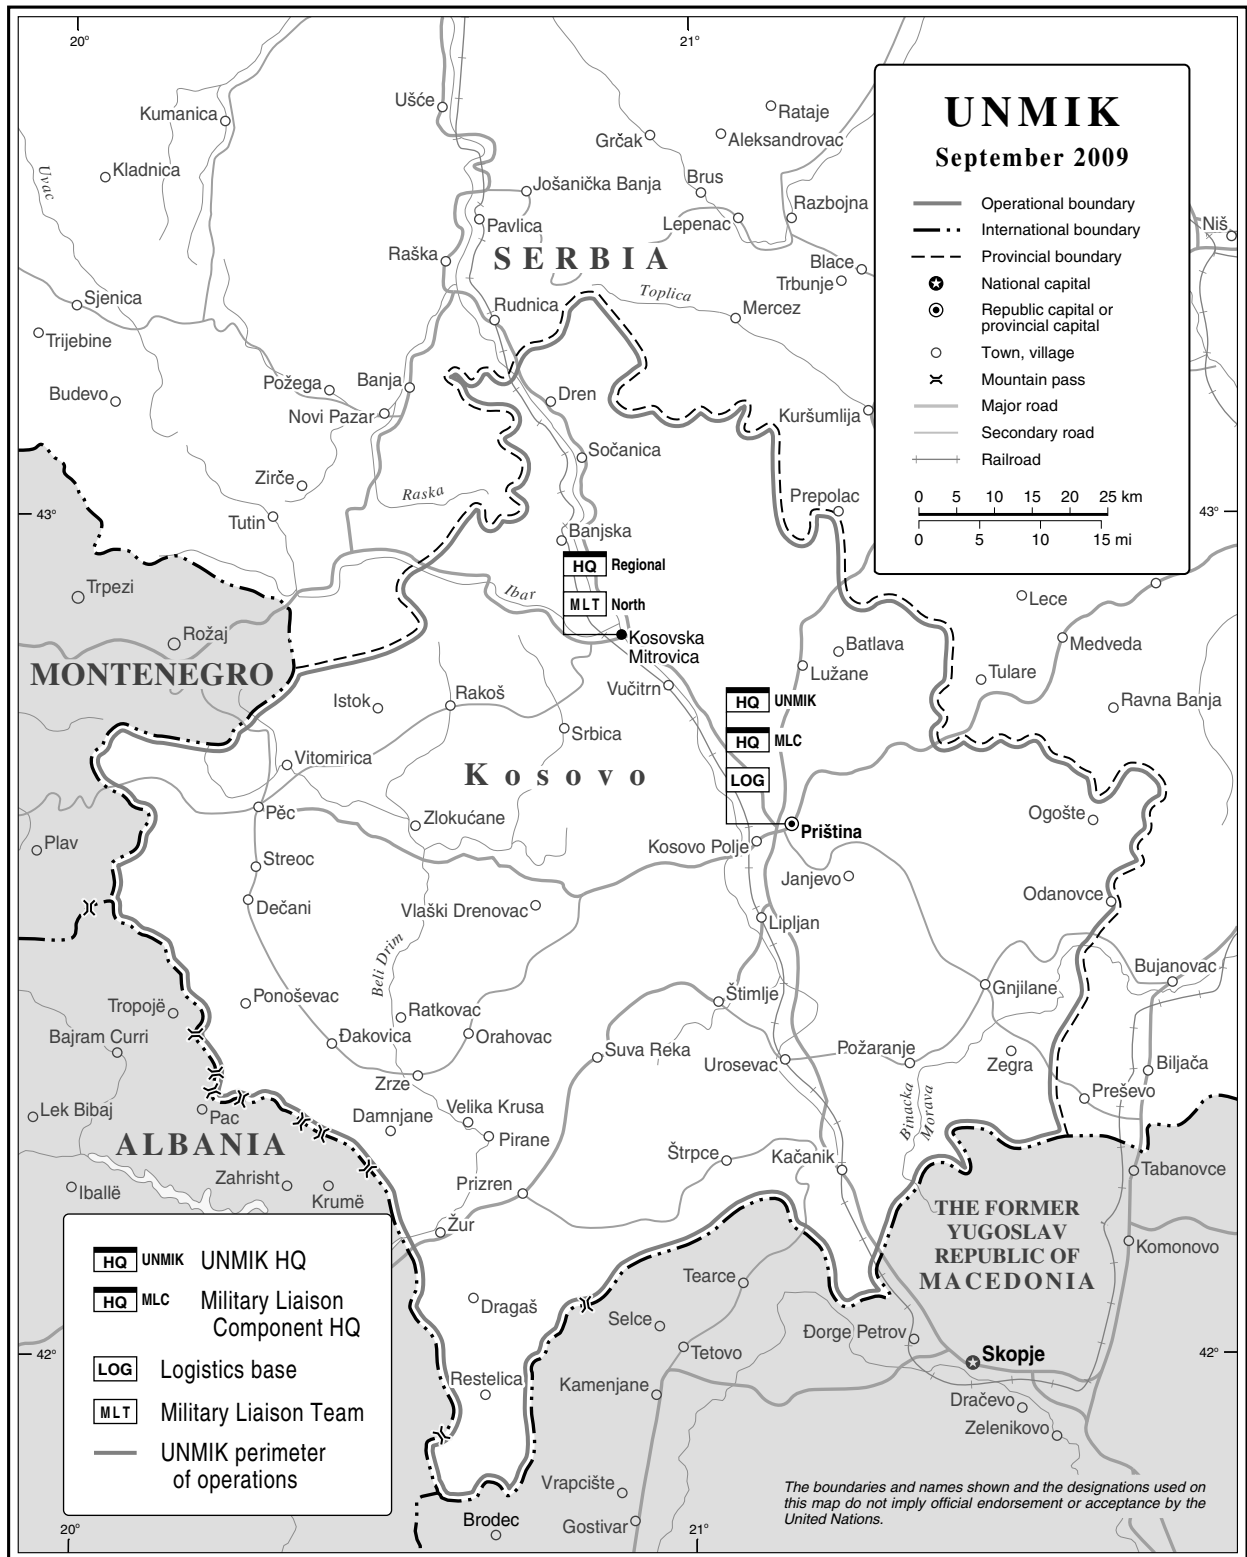 20°
21°
UNMIK
September 2009
Operational boundary
International boundary
Provincial boundary
National capital
Republic capital or
provincial capital
Town, village
Mountain pass
Major road
Secondary road
Railroad
0 5 10 15 20 25 km
0 5 10 15 mi
Ušće
Kumanica
Kladnica
Uvac
Rataje
Grčak
Aleksandrovac
Jošanička Banja
Brus
Razbojna
Lepenac
Pavlica
Niš
Raška
SERBIA
Blace
Trbunje
Toplica
Mercez
Sjenica
Rudnica
Trijebine
Požega
Banja
Budevo
Novi Pazar
Dren
Kuršumlija
Sočanica
Zirče
Raska
Prepolac
43°
43°
Tutin
Banjska
HQ Regional
MLT North
Ibar
Trpezi
Lece
Rožaj
Kosovska
Mitrovica
Batlava
Medveda
MONTENEGRO
Lužane
Tulare
Vučitrn
Istok
Rakoš
HQ UNMIK
Ravna Banja
Srbica
HQ MLC
Vitomirica
Kosovo
LOG
Pěc
Zlokućane
Ogošte
Priština
Plav
Kosovo Polje
Streoc
Janjevo
Dečani
Vlaški Drenovac
Odanovce
Lipljan
Beli Drim
Bujanovac
Ponoševac
Štimlje
Gnjilane
Tropojë
Ratkovac
Bajram Curri
Đakovica
Orahovac
Suva Reka
Urosevac
Požaranje
Zegra
Biljača
Zrze
Preševo
Lek Bibaj
Pac
Damnjane
Velika Krusa
Binacka
Morava
ALBANIA
Pirane
Štrpce
Kačanik
Tabanovce
Iballë
Zahrisht
Krumë
Prizren
Žur
THE FORMER
YUGOSLAV
REPUBLIC OF
MACEDONIA
Komonovo
HQ UNMIK UNMIK HQ
HQ MLC Military Liaison
Component HQ
LOG Logistics base
MLT Military Liaison Team
UNMIK perimeter
of operations
Tearce
Dragaš
Selce
Đorge Petrov
42°
42°
Tetovo
Skopje
Restelica
Kamenjane
Dračevo
Zelenikovo
Vrapcište
Brodec
Gostivar
The boundaries and names shown and the designations used on
this map do not imply official endorsement or acceptance by the
United Nations.
20°
21°